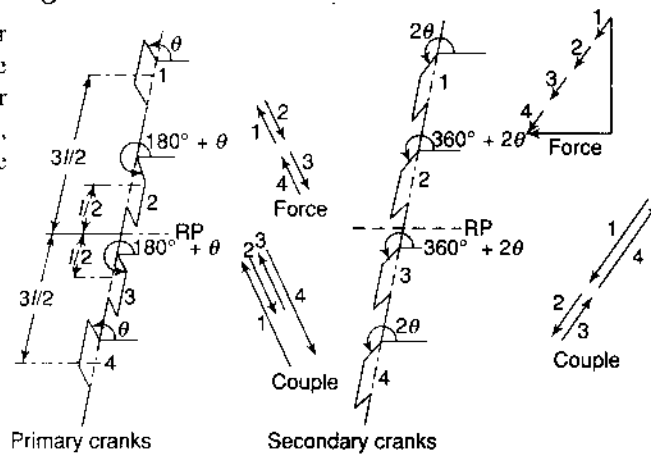 θ
1
3l/2
180° + θ
l/2
2
RP
l/2
180° + θ
3
3l/2
θ
4
Primary cranks
2
1
3
4
Force
2
3
1
4
Couple
2θ
1
360° + 2θ
2
RP
360° + 2θ
3
2θ
4
Secondary cranks
1
2
3
4
Force
1
4
2
3
Couple